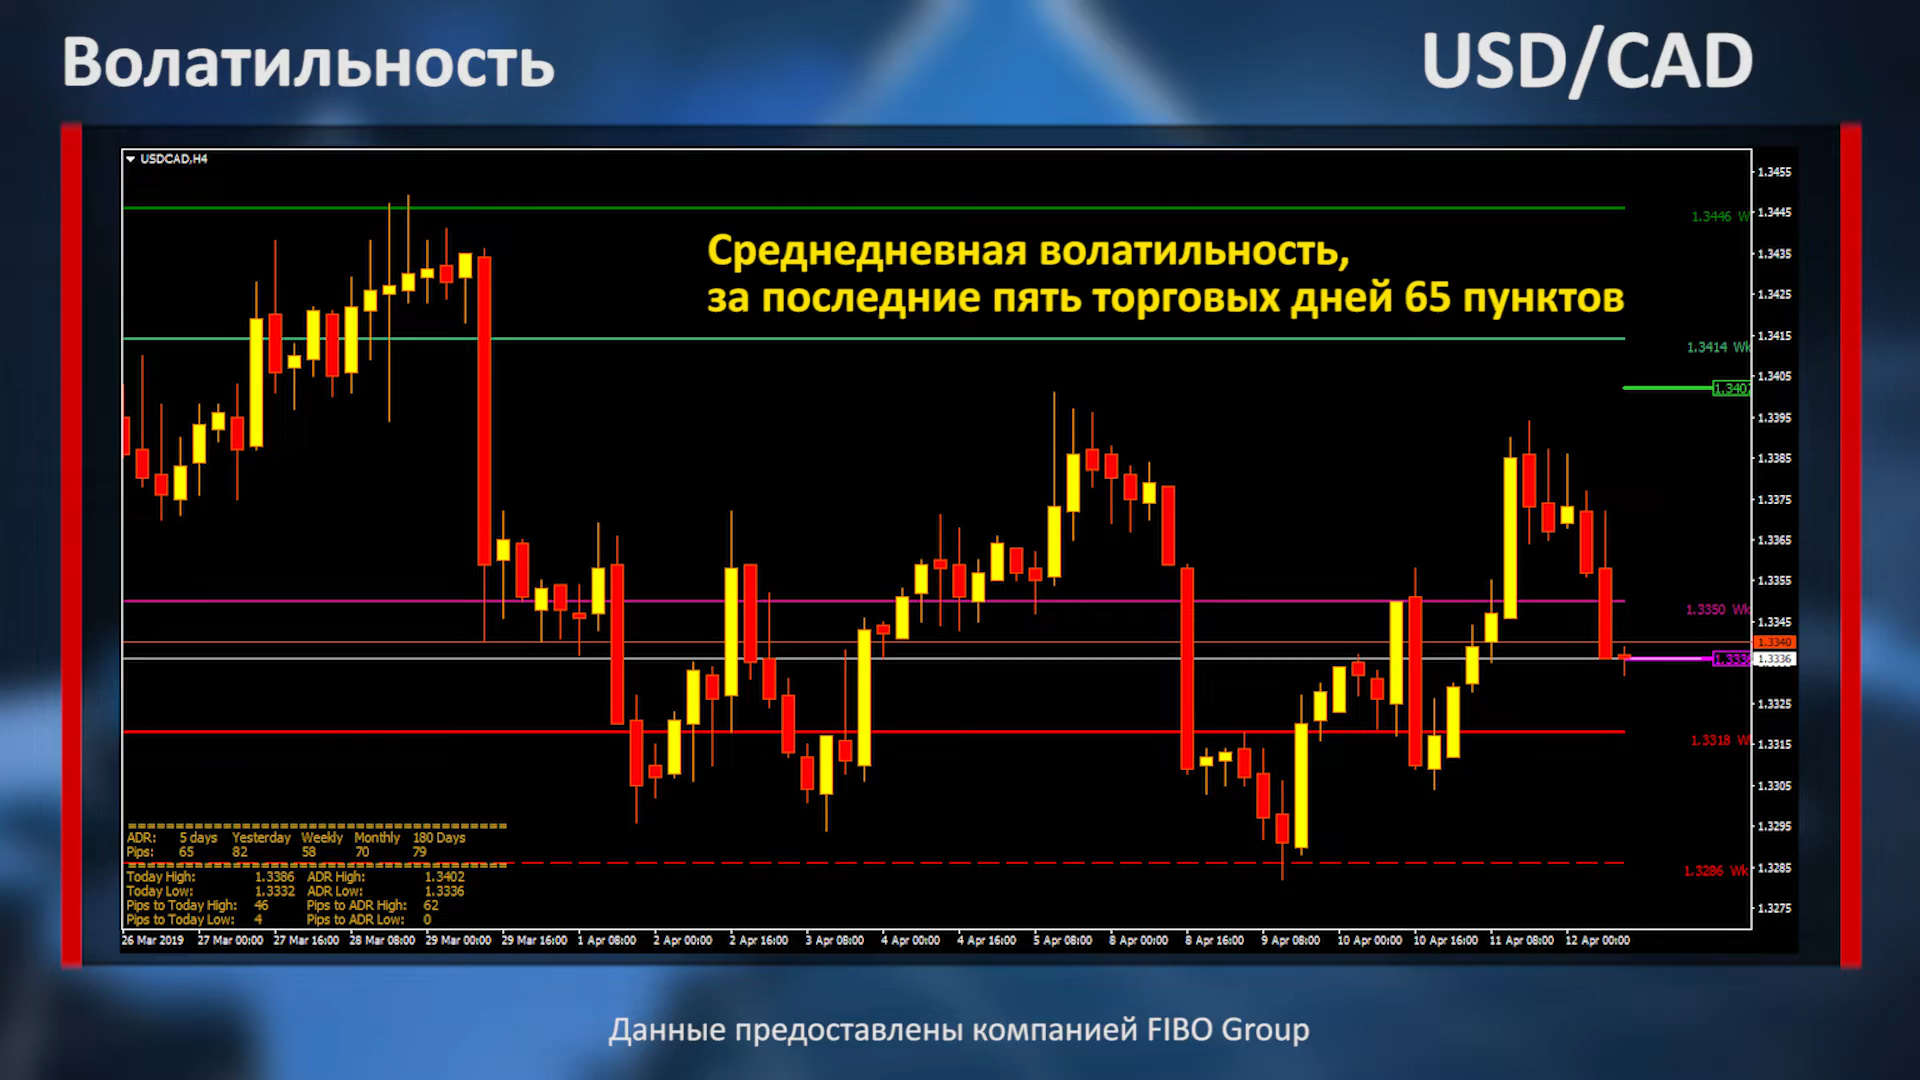 Волатильность
USD/CAD
USDCAD,H4
Среднедневная волатильность,
за последние пять торговых дней 65 пунктов
1.3446 W
1.3414 Wk
1.3402
1.3350 Wk
1.3336
1.3318 W
1.3286 Wk
1.3455
1.3445
1.3435
1.3425
1.3415
1.3405
1.3395
1.3385
1.3375
1.3365
1.3355
1.3345
1.3340
1.3336
1.3325
1.3315
1.3305
1.3295
1.3285
1.3275
ADR: 5 days Yesterday Weekly Monthly 180 Days
Pips: 65 82 58 70 79
Today High: 1.3386 ADR High: 1.3402
Today Low: 1.3332 ADR Low: 1.3336
Pips to Today High: 46 Pips to ADR High: 62
Pips to Today Low: 4 Pips to ADR Low: 0
26 Mar 2019 27 Mar 00:00 27 Mar 16:00 28 Mar 08:00 29 Mar 00:00 29 Mar 16:00 1 Apr 08:00 2 Apr 00:00 2 Apr 16:00 3 Apr 08:00 4 Apr 00:00 4 Apr 16:00 5 Apr 08:00 8 Apr 00:00 8 Apr 16:00 9 Apr 08:00 10 Apr 00:00 10 Apr 16:00 11 Apr 08:00 12 Apr 00:00
Данные предоставлены компанией FIBO Group